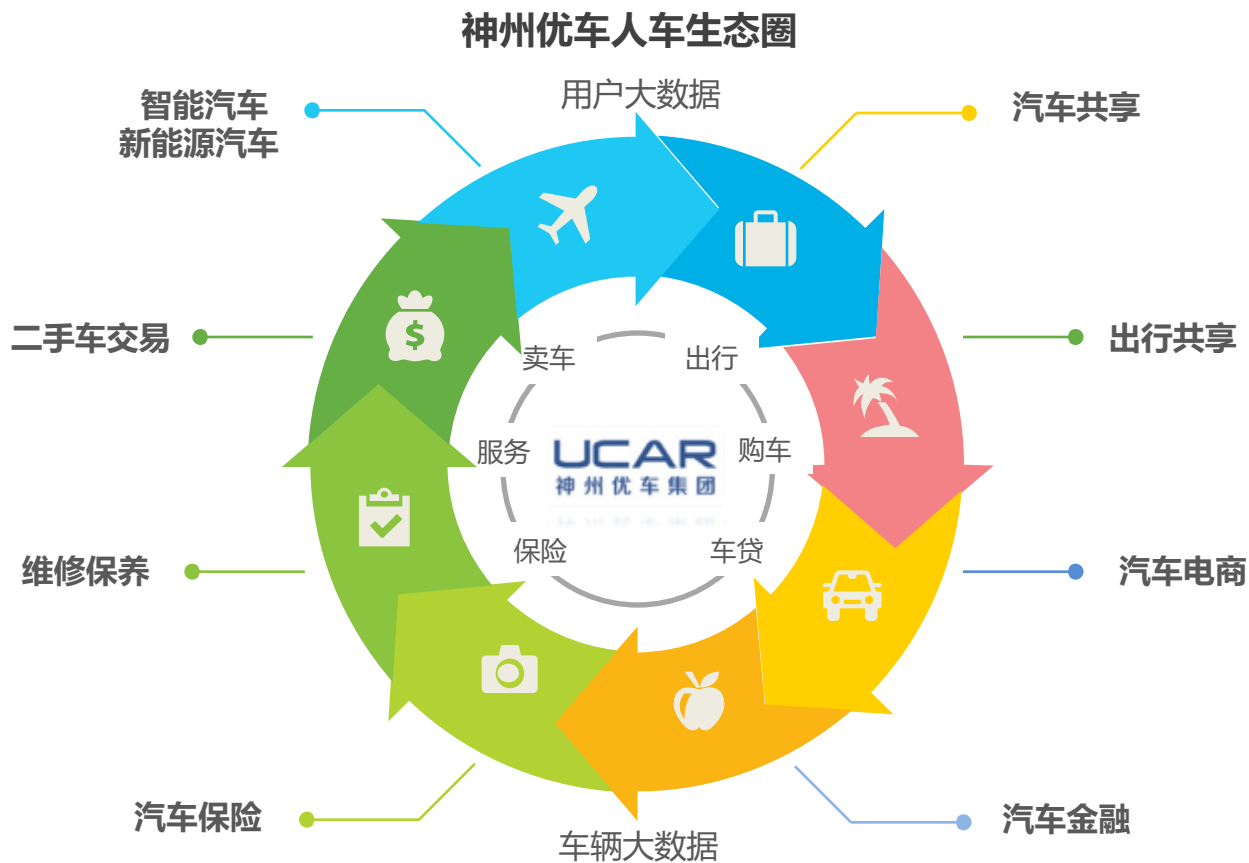 神州优车人车生态圈
用户大数据
智能汽车
新能源汽车
汽车共享
二手车交易
出行共享
卖车
出行
服务
UCAR
神州优车集团
购车
保险
车贷
维修保养
汽车电商
汽车保险
汽车金融
车辆大数据
$